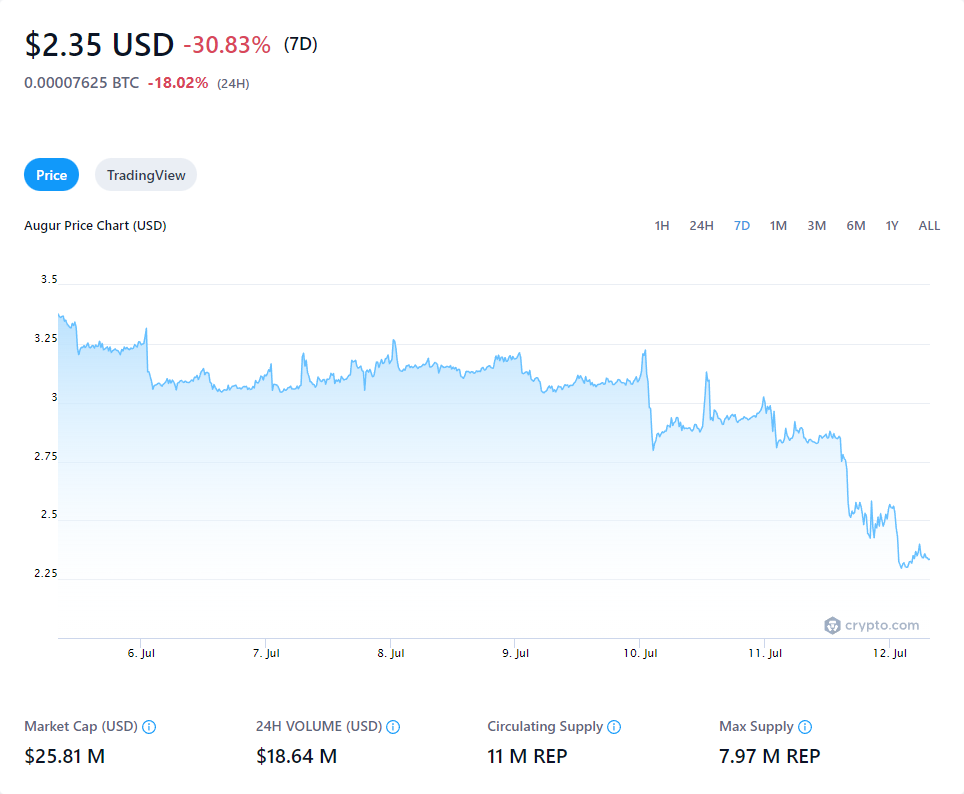 $2.35 USD -30.83% (7D)
0.00007625 BTC -18.02% (24H)
Price TradingView
Augur Price Chart (USD) 1H 24H 7D 1M 3M 6M 1Y ALL
3.5
3.25
3
2.75
2.5
2.25
crypto.com
6. Jul 7. Jul 8. Jul 9. Jul 10. Jul 11. Jul 12. Jul
Market Cap (USD) 24H VOLUME (USD) Circulating Supply Max Supply
$25.81 M $18.64 M 11 M REP 7.97 M REP